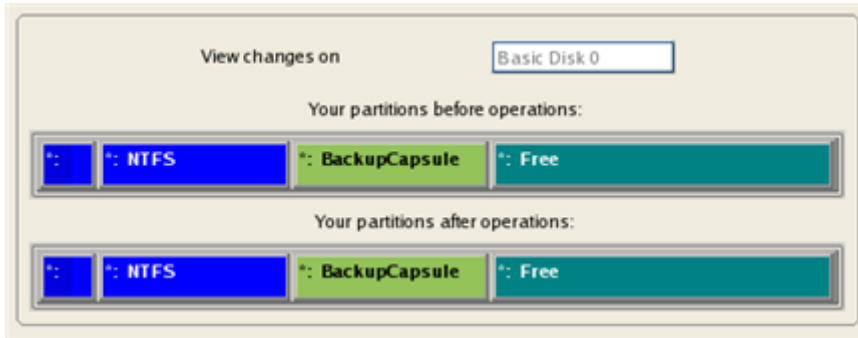 View changes on Basic Disk 0
Your partitions before operations:
*: *: NTFS *: BackupCapsule *: Free
Your partitions after operations:
*: *: NTFS *: BackupCapsule *: Free